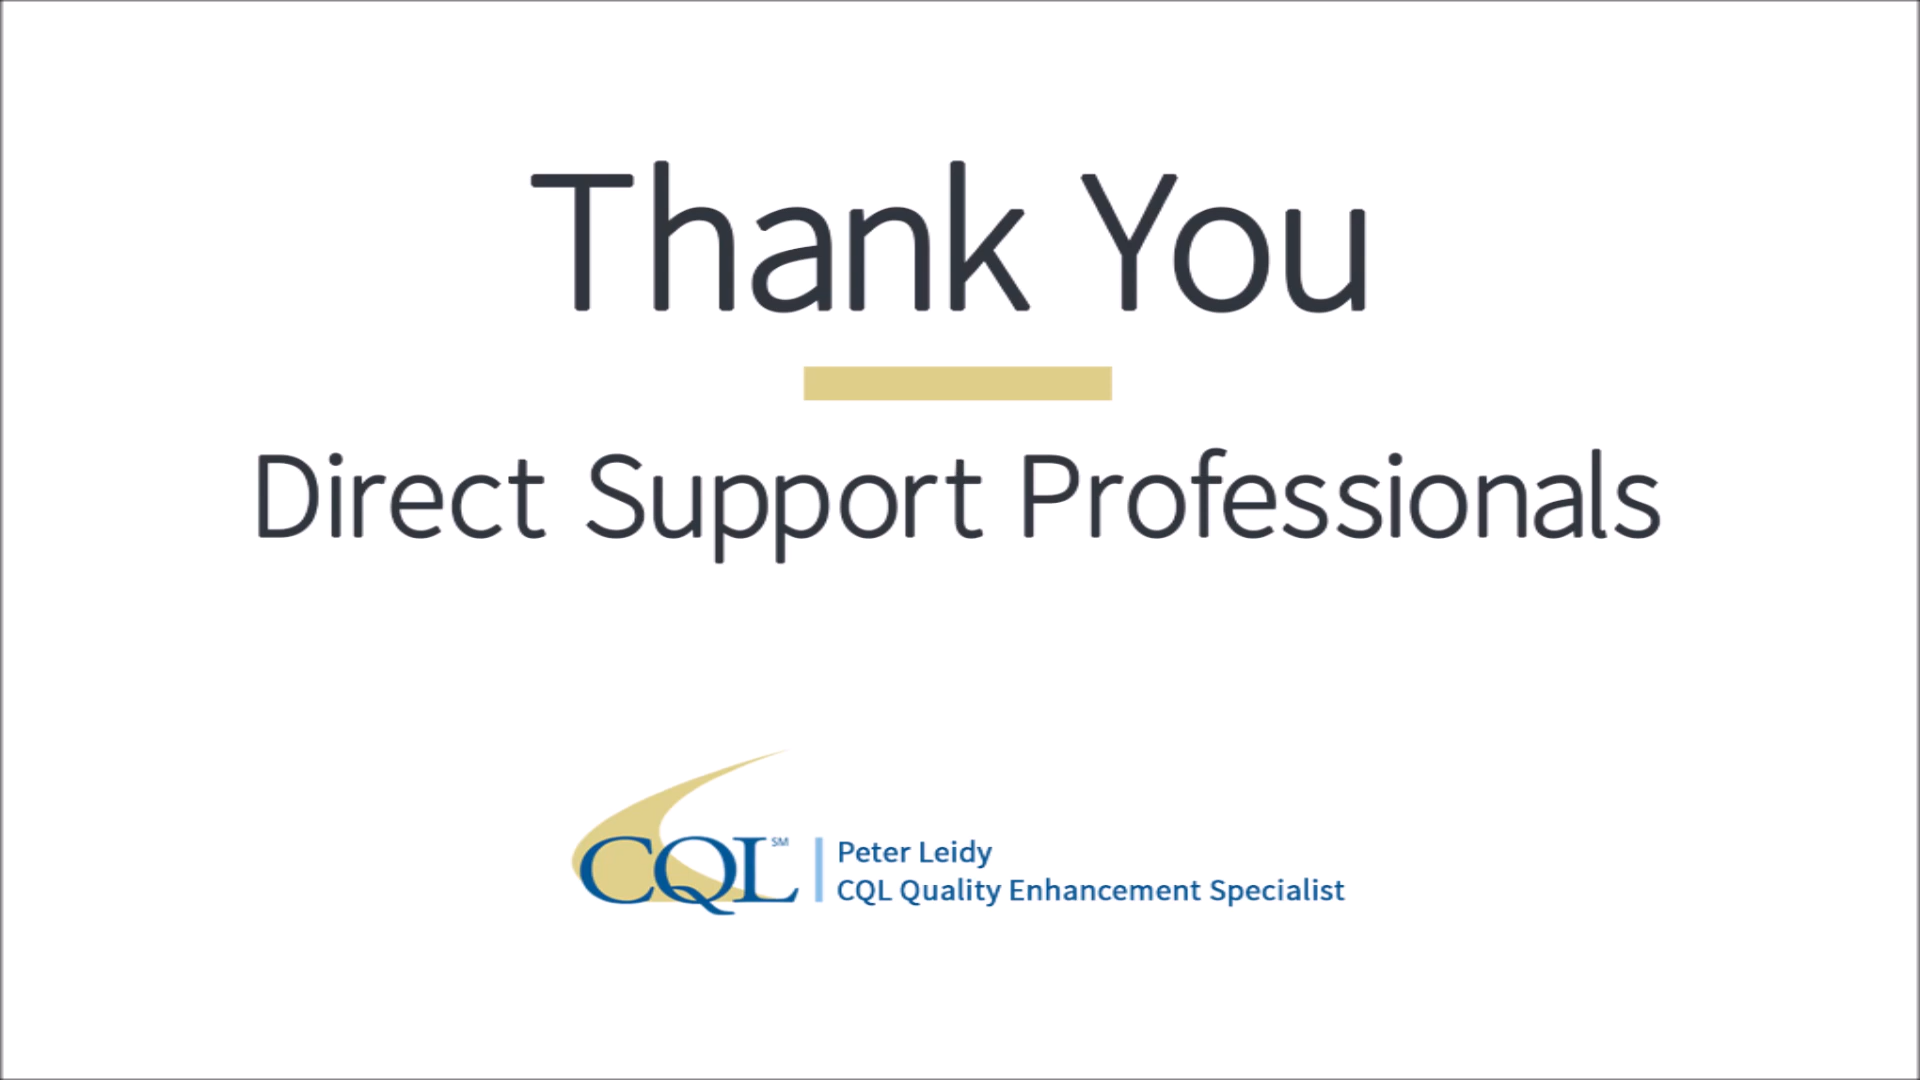 Thank You
Direct Support Professionals
CQL SM
Peter Leidy
CQL Quality Enhancement Specialist